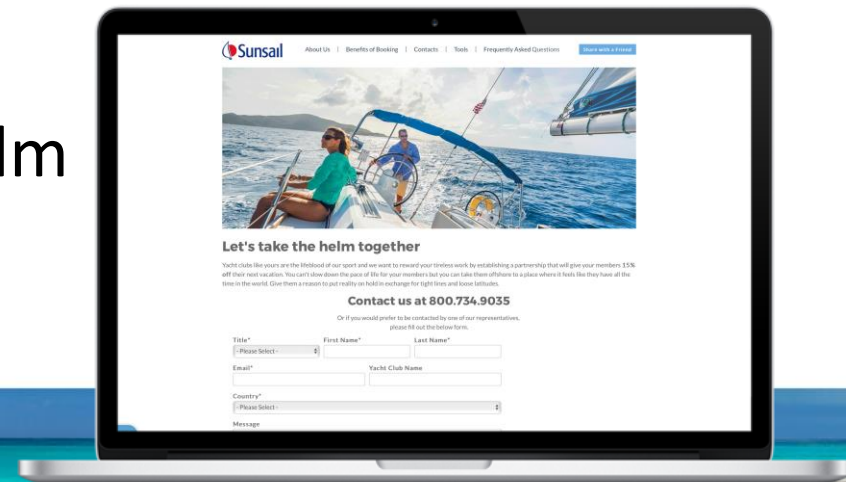 lm
Sunsail
About Us | Benefits of Booking | Contacts | Tools | Frequently Asked Questions
Share with a Friend
Let's take the helm together
Yacht clubs like yours are the lifeblood of our sport and we want to reward your tireless work by establishing a partnership that will give your members 15%
off their next vacation. You can't slow down the pace of life for your members but you can take them offshore to a place where it feels like they have all the
time in the world. Give them a reason to put reality on hold in exchange for tight lines and loose latitudes.
Contact us at 800.734.9035
Or if you would prefer to be contacted by one of our representatives,
please fill out the below form.
Title* First Name* Last Name*
- Please Select -
Email* Yacht Club Name
Country*
- Please Select -
Message